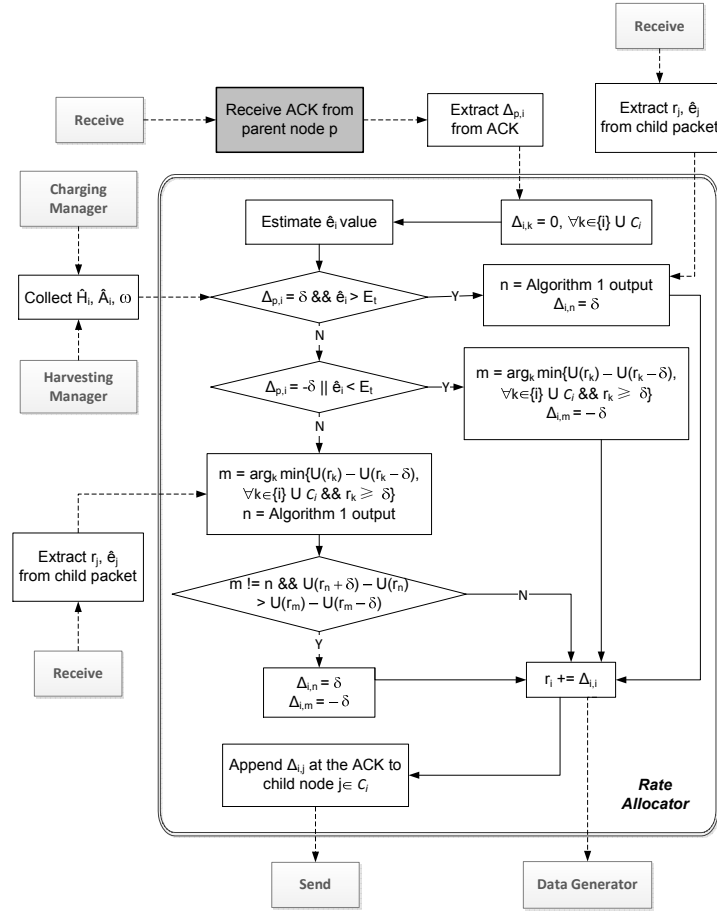 Receive
Receive
Receive ACK from
parent node p
Extract Δp,i
from ACK
Extract rj, êj
from child packet
Charging
Manager
Estimate êi value
Δi,k = 0, ∀k∈{i} U Ci
Collect Ĥi, Âi, ω
Δp,i = δ && êi > Et
Y
n = Algorithm 1 output
Δi,n = δ
N
Harvesting
Manager
Δp,i = -δ || êi < Et
Y
m = argk min{U(rk) – U(rk – δ),
∀k∈{i} U Ci && rk ≥ δ}
Δi,m = – δ
N
m = argk min{U(rk) – U(rk – δ),
∀k∈{i} U Ci && rk ≥ δ}
n = Algorithm 1 output
Extract rj, êj
from child packet
m != n && U(rn + δ) – U(rn)
> U(rm) – U(rm – δ)
N
Y
Receive
Δi,n = δ
Δi,m = – δ
ri += Δi,i
Append Δi,j at the ACK to
child node j∈ Ci
Rate
Allocator
Send
Data Generator